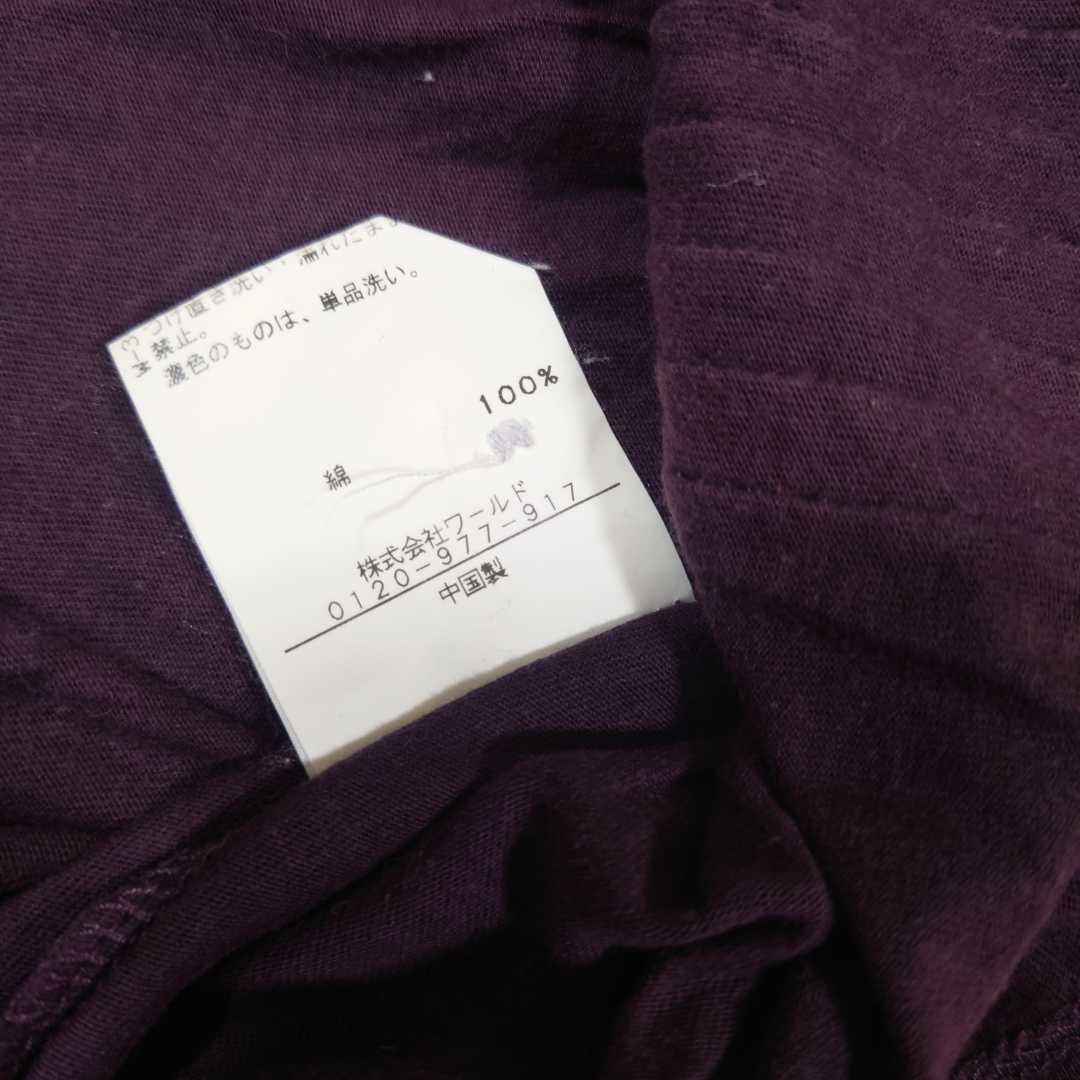 つけ置き洗い・濡れたまま
禁止。
濃色のものは、単品洗い。
綿 100%
株式会社ワールド
0120-977-917
中国製